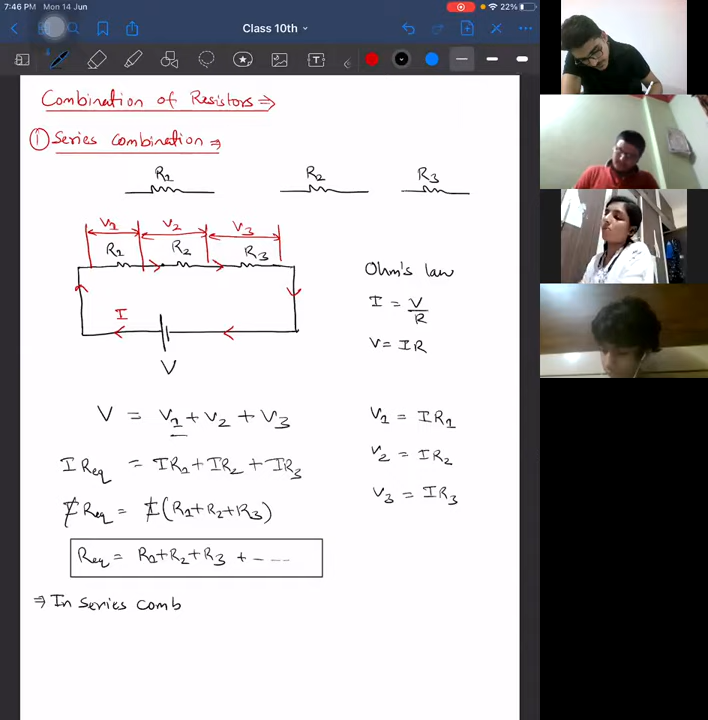 7:46 PM Mon 14 Jun
22%
Class 10th
T
Combination of Resistors ⇒
① Series combination ⇒
R1 R2 R3
V1 V2 V3
R1 R2 R3
I
V
Ohm's law
I = V/R
V = IR
V = V1 + V2 + V3
V1 = IR1
I Req = IR1 + IR2 + IR3
V2 = IR2
I Req = I (R1+R2+R3)
V3 = IR3
Req = R1+R2+R3 + -----
⇒ In Series comb